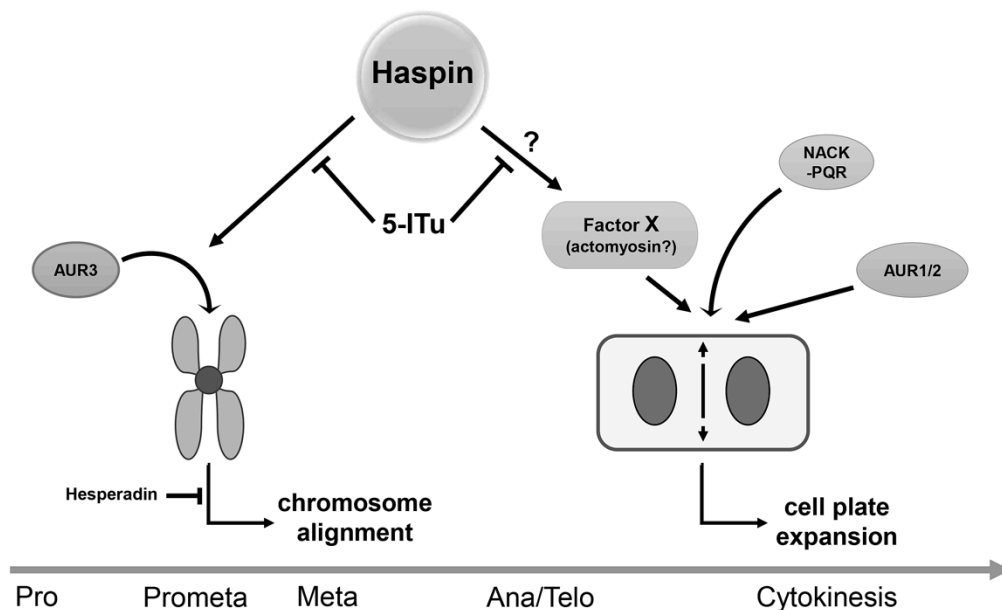 Haspin
?
5-ITu
NACK
-PQR
Factor X
(actomyosin?)
AUR3
AUR1/2
Hesperadin
chromosome
alignment
cell plate
expansion
Pro Prometa Meta Ana/Telo Cytokinesis